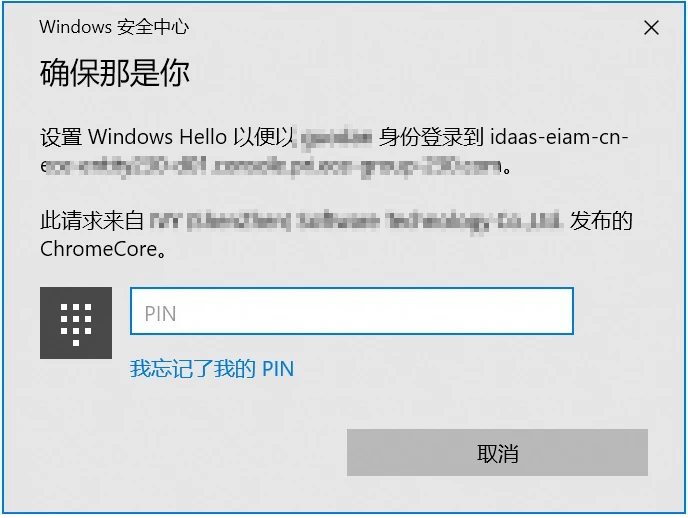 Windows 安全中心
确保那是你
设置 Windows Hello 以便以 身份登录到 idaas-eiam-cn-
此请求来自 发布的
ChromeCore。
PIN
我忘记了我的 PIN
取消